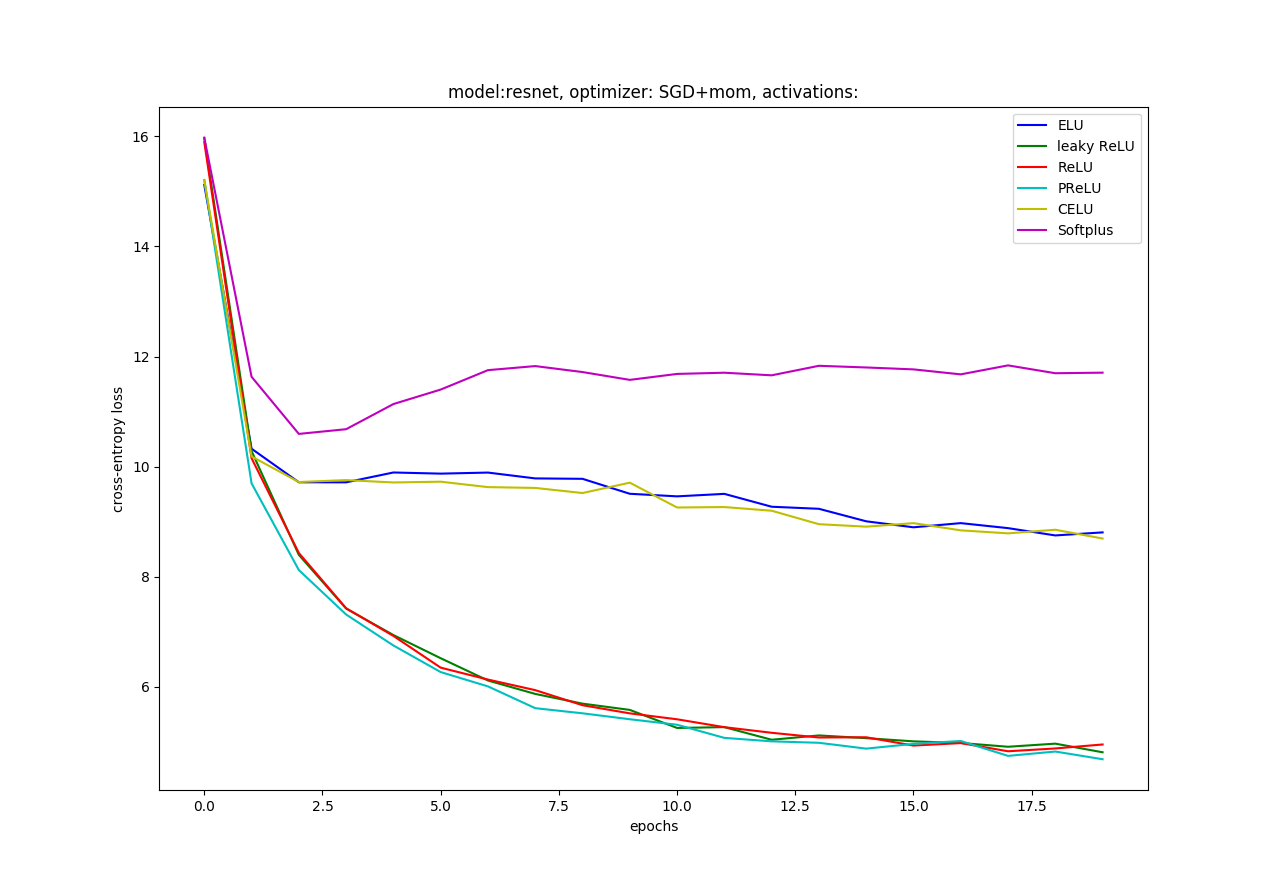 model:resnet, optimizer: SGD+mom, activations:
16
14
12
10
8
6
cross-entropy loss
ELU
leaky ReLU
ReLU
PReLU
CELU
Softplus
0.0 2.5 5.0 7.5 10.0 12.5 15.0 17.5
epochs